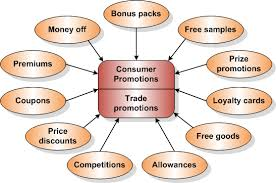 Bonus packs
Money off
Free samples
Premiums
Consumer
Promotions
Prize
promotions
Coupons
Trade
promotions
Loyalty cards
Price
discounts
Free goods
Competitions
Allowances